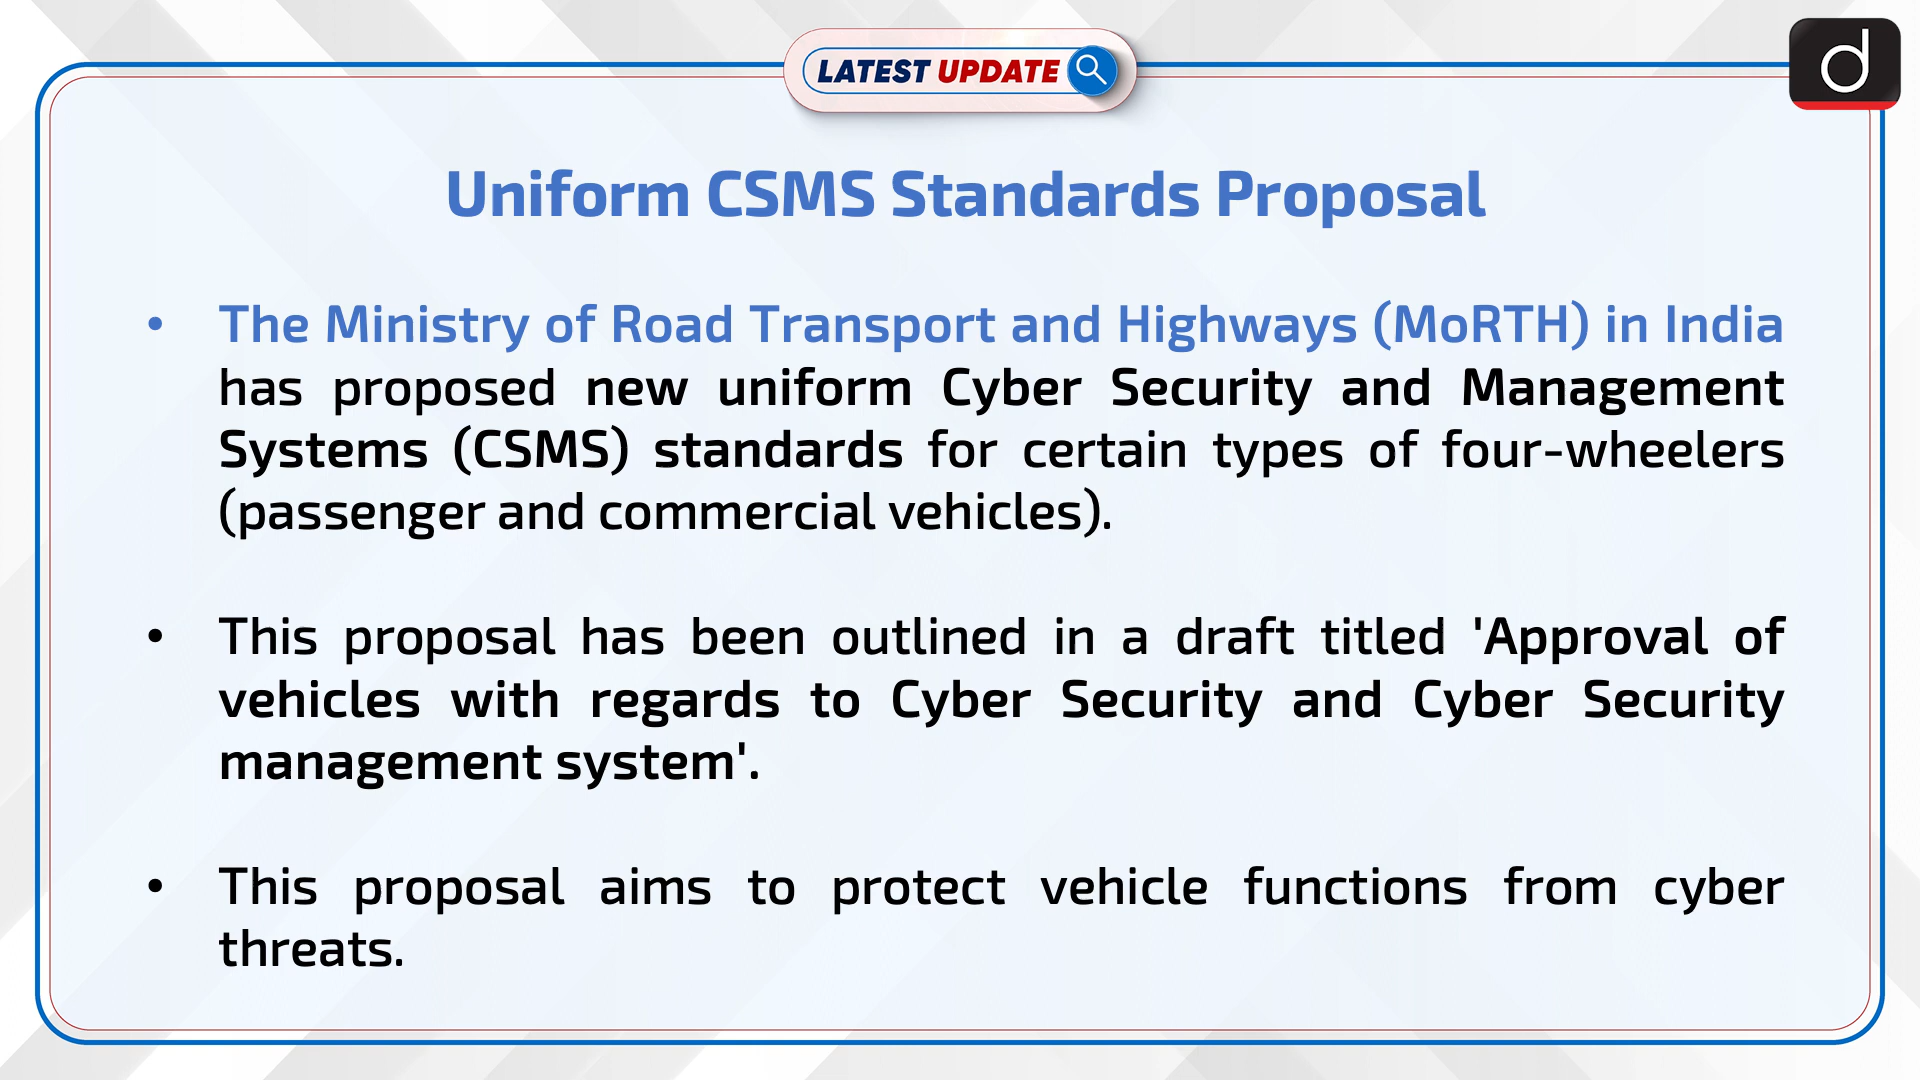 LATEST UPDATE
d
Uniform CSMS Standards Proposal
• The Ministry of Road Transport and Highways (MoRTH) in India
has proposed new uniform Cyber Security and Management
Systems (CSMS) standards for certain types of four-wheelers
(passenger and commercial vehicles).
• This proposal has been outlined in a draft titled 'Approval of
vehicles with regards to Cyber Security and Cyber Security
management system'.
• This proposal aims to protect vehicle functions from cyber
threats.